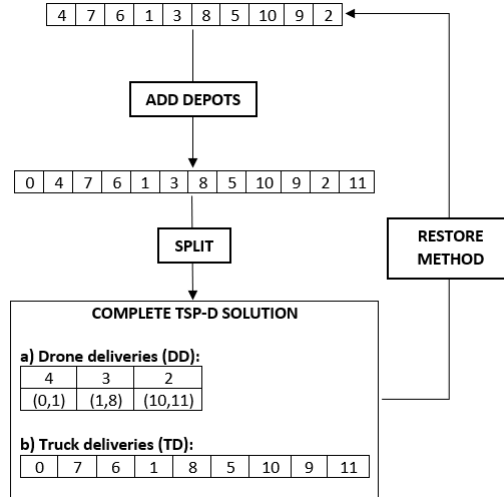 4 7 6 1 3 8 5 10 9 2
ADD DEPOTS
0 4 7 6 1 3 8 5 10 9 2 11
SPLIT
RESTORE
METHOD
COMPLETE TSP-D SOLUTION
a) Drone deliveries (DD):
4 3 2
(0,1) (1,8) (10,11)
b) Truck deliveries (TD):
0 7 6 1 8 5 10 9 11